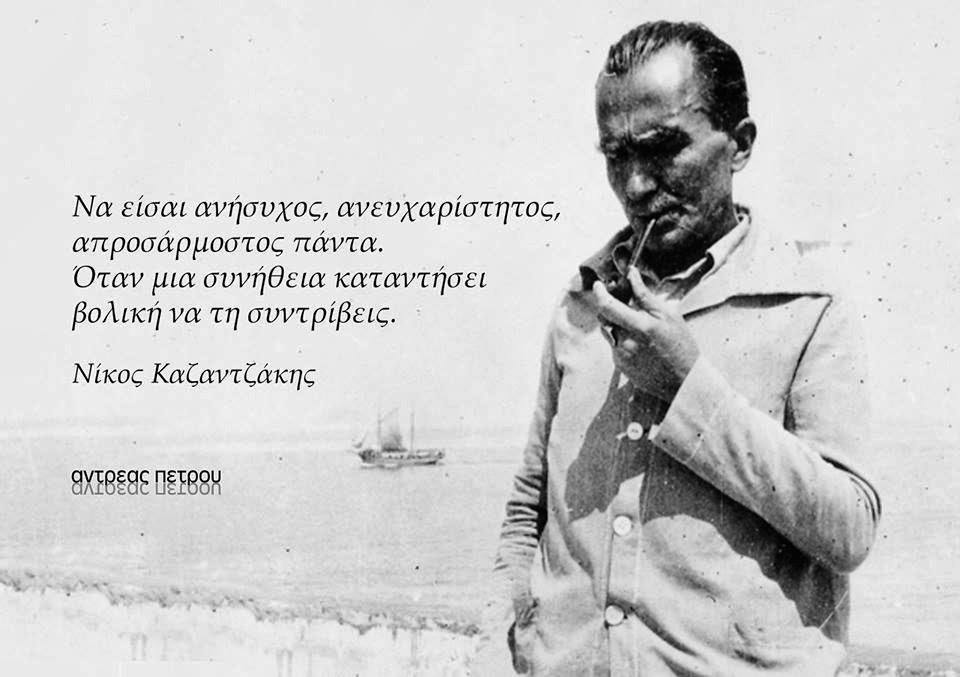 Να είσαι ανήσυχος, ανευχαρίστητος,
απροσάρμοστος πάντα.
Όταν μια συνήθεια καταντήσει
βολική να τη συντρίβεις.
Νίκος Καζαντζάκης
αντρεας πετρου